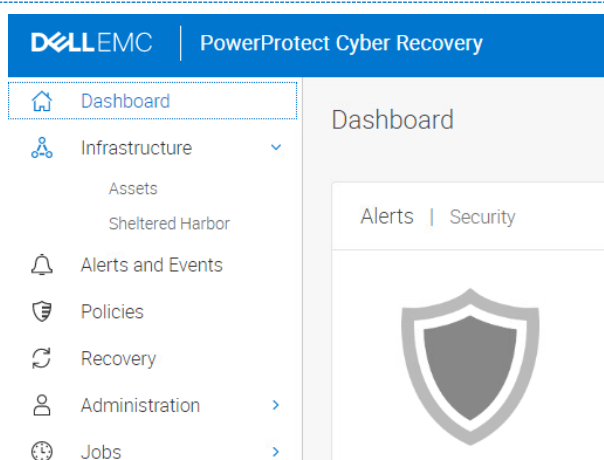 DELLEMC | PowerProtect Cyber Recovery
Dashboard
Infrastructure
Assets
Sheltered Harbor
Alerts and Events
Policies
Recovery
Administration
Jobs
Dashboard
Alerts | Security